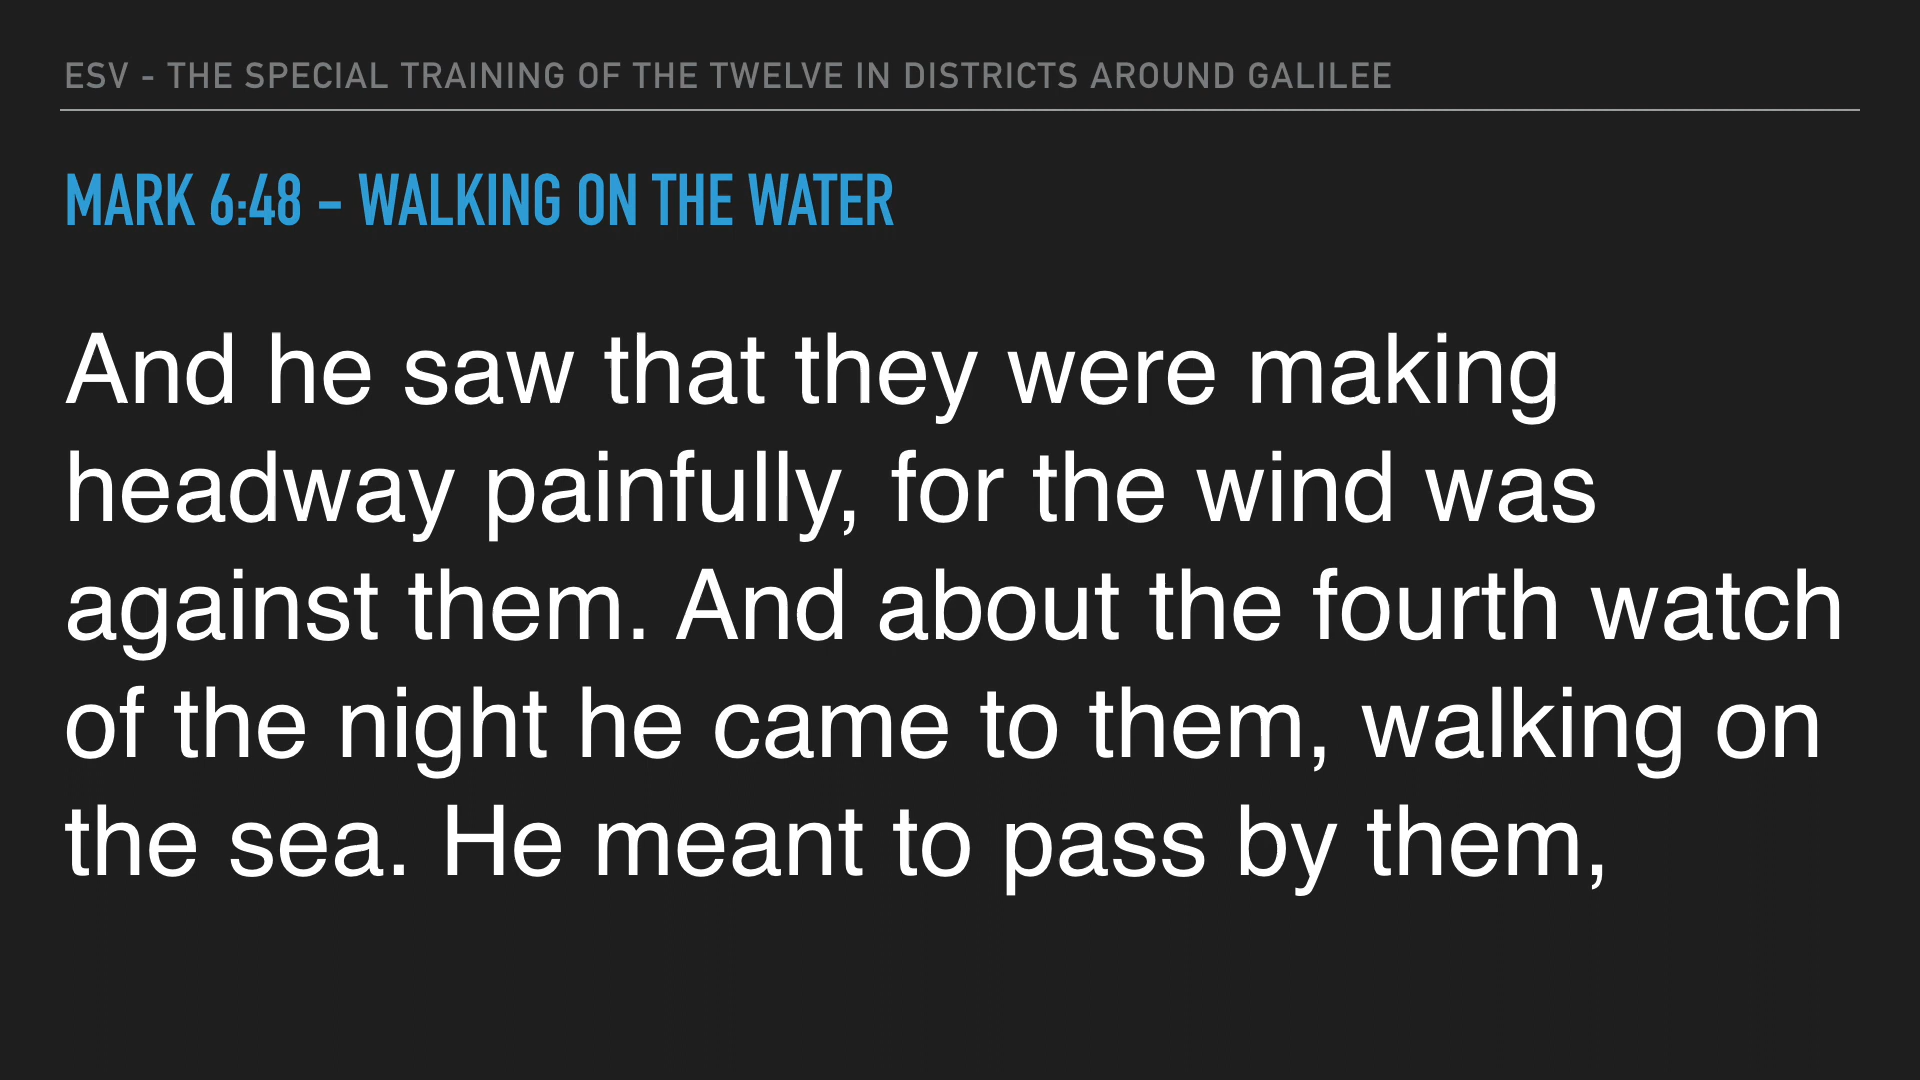 ESV - THE SPECIAL TRAINING OF THE TWELVE IN DISTRICTS AROUND GALILEE
MARK 6:48 – WALKING ON THE WATER
And he saw that they were making
headway painfully, for the wind was
against them. And about the fourth watch
of the night he came to them, walking on
the sea. He meant to pass by them,